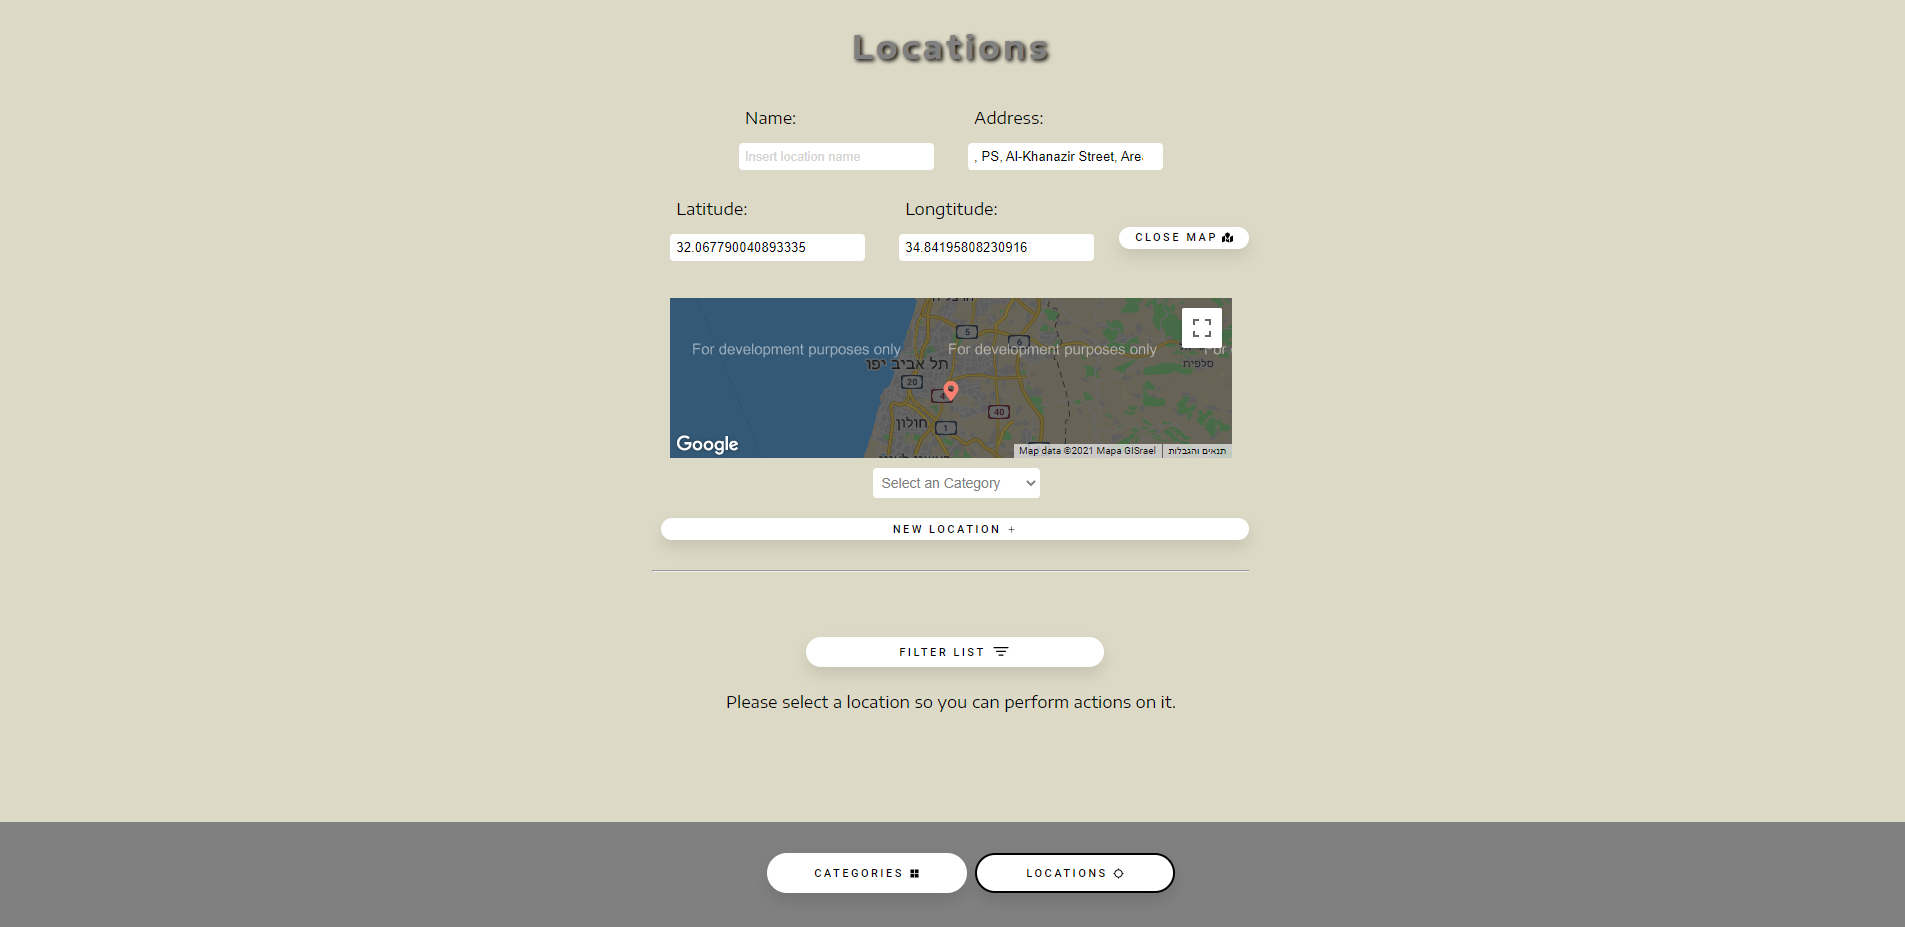 Locations
Name:
Address:
Insert location name
, PS, Al-Khanazir Street, Are
Latitude:
Longtitude:
32.067790040893335
34.84195808230916
CLOSE MAP
5
6
For development purposes only
For development purposes only
For
תל אביב יפו
סלפית
20
4
40
חולון
1
Google
Map data ©2021 Mapa GISrael
תנאים והגבלות
Select an Category
NEW LOCATION +
FILTER LIST
Please select a location so you can perform actions on it.
CATEGORIES
LOCATIONS